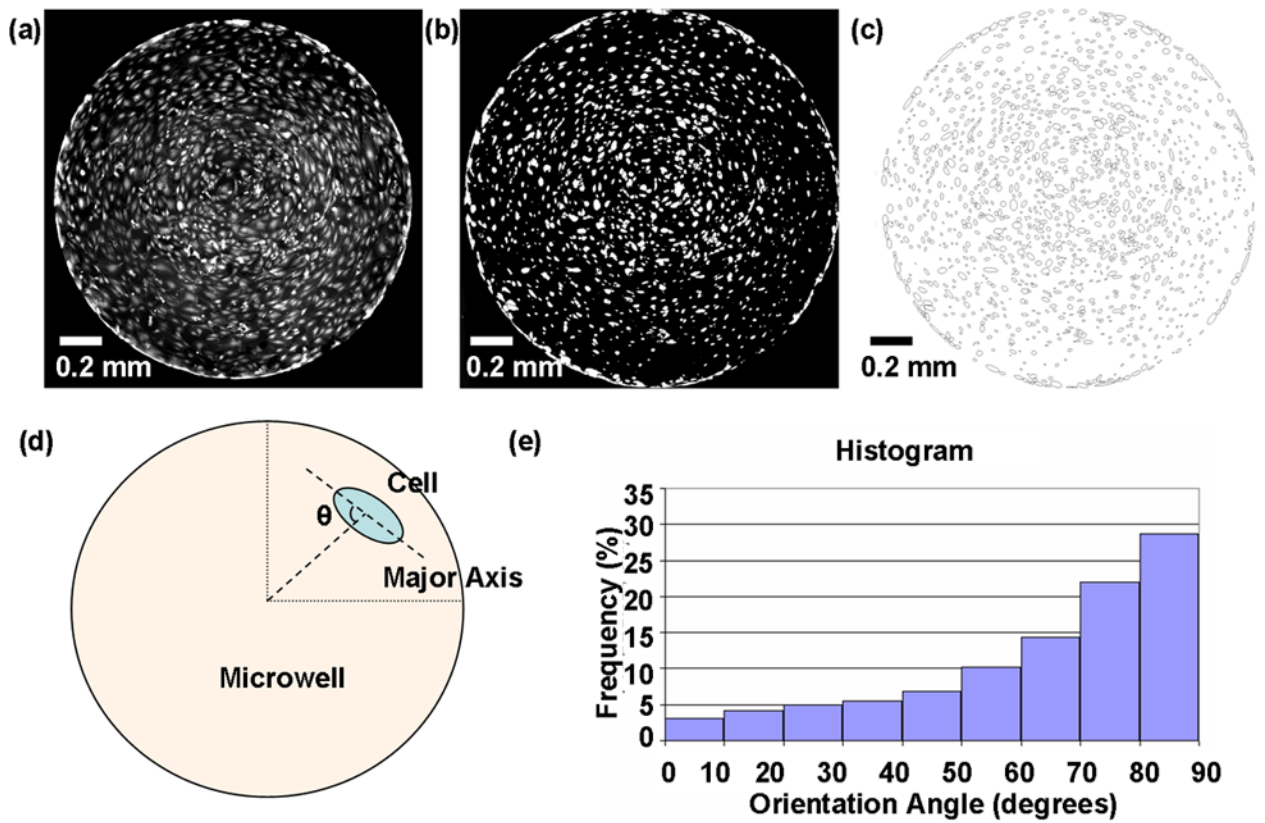 (a)
(b)
(c)
0.2 mm
0.2 mm
0.2 mm
(d)
Cell
θ
Major Axis
Microwell
(e)
Histogram
Frequency (%)
35
30
25
20
15
10
5
0
0 10 20 30 40 50 60 70 80 90
Orientation Angle (degrees)